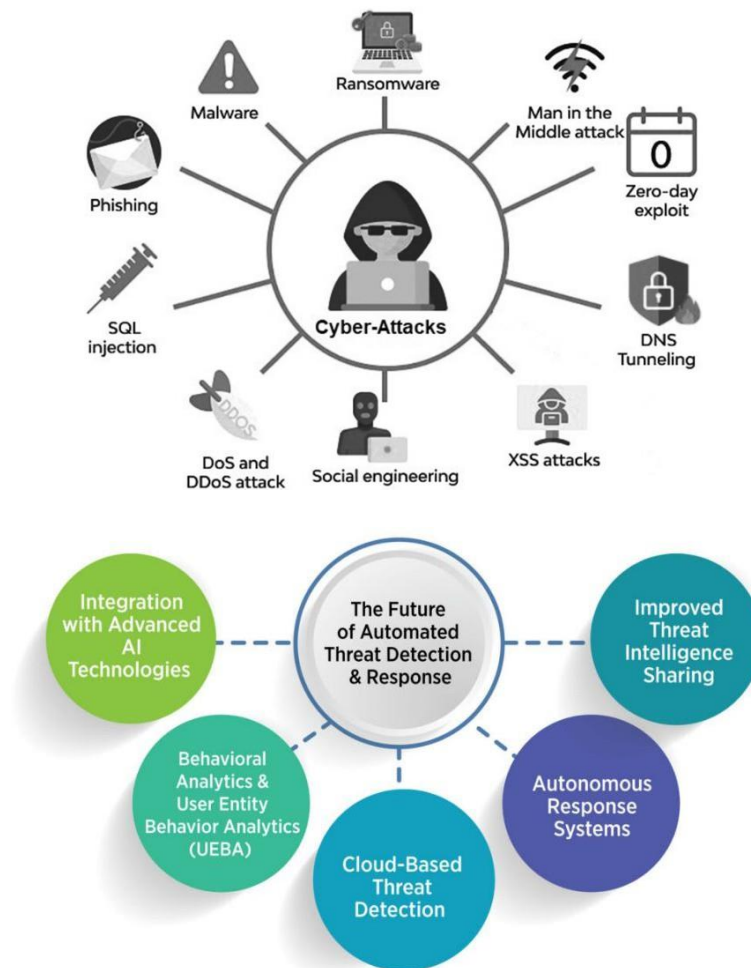 Ransomware
Malware
Man in the
Middle attack
0
Phishing
Zero-day
exploit
Cyber-Attacks
SQL
injection
DNS
Tunneling
DDOS
DoS and
DDoS attack
Social engineering
XSS attacks
The Future
of Automated
Threat Detection
& Response
Integration
with Advanced
AI
Technologies
Improved
Threat
Intelligence
Sharing
Behavioral
Analytics &
User Entity
Behavior Analytics
(UEBA)
Cloud-Based
Threat
Detection
Autonomous
Response
Systems